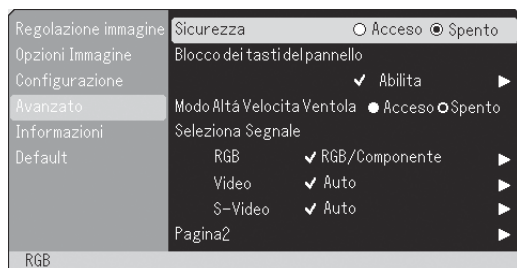 Regolazione immagine
Opzioni Immagine
Configurazione
Avanzato
Informazioni
Default
Sicurezza Acceso Spento
Blocco dei tasti del pannello
Abilita
Modo Altá Velocita Ventola Acceso Spento
Seleziona Segnale
RGB RGB/Componente
Video Auto
S-Video Auto
Pagina2
RGB